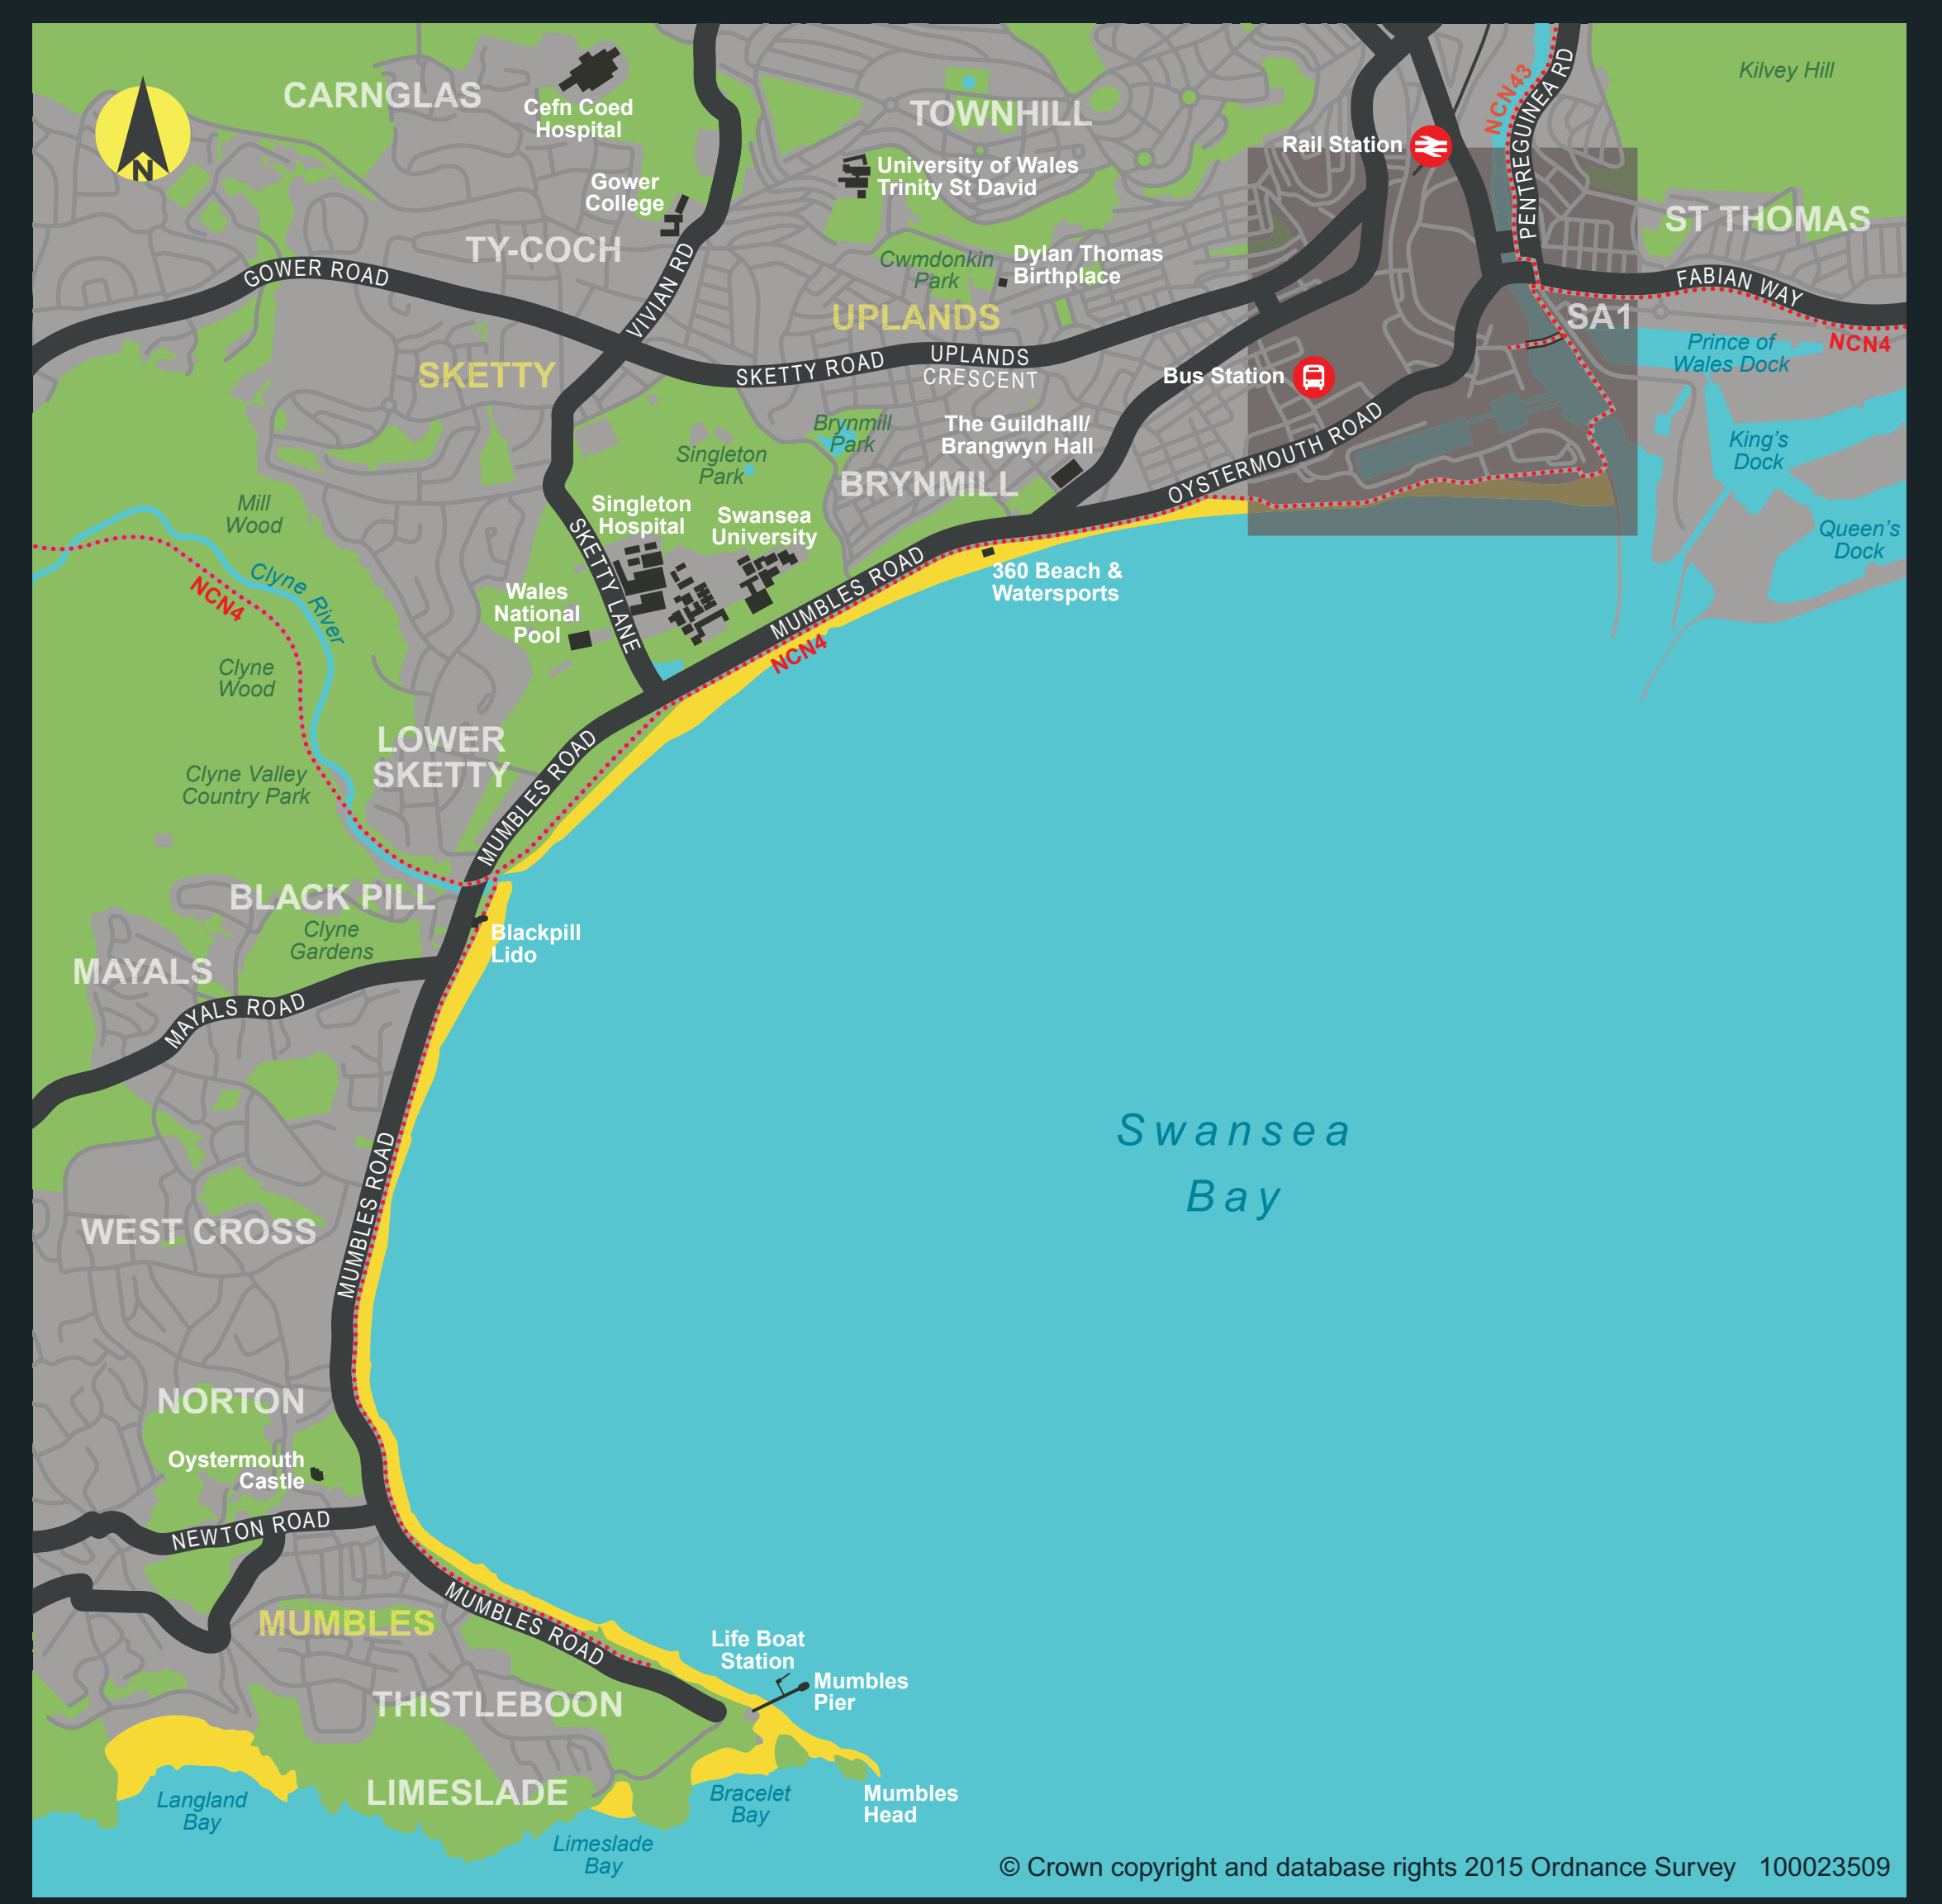 CARNGLAS
Cefn Coed
Hospital
TOWNHILL
Kilvey Hill
NCN43
PENTREGUINEA RD
Rail Station
N
Gower
College
University of Wales
Trinity St David
ST THOMAS
TY-COCH
GOWER ROAD
VIVIAN RD
Cwmdonkin
Park
Dylan Thomas
Birthplace
FABIAN WAY
UPLANDS
SA1
Prince of
Wales Dock
NCN4
SKETTY
SKETTY ROAD
UPLANDS
CRESCENT
Bus Station
Brynmill
Park
The Guildhall/
Brangwyn Hall
OYSTERMOUTH ROAD
King's
Dock
Singleton
Park
BRYNMILL
Mill
Wood
Singleton
Hospital
Swansea
University
Queen's
Dock
SKETTY LANE
Clyne River
NCN4
Wales
National
Pool
MUMBLES ROAD
360 Beach &
Watersports
NCN4
Clyne
Wood
LOWER
SKETTY
MUMBLES ROAD
Clyne Valley
Country Park
BLACK PILL
Clyne
Gardens
Blackpill
Lido
MAYALS
MAYALS ROAD
Swansea
Bay
MUMBLES ROAD
WEST CROSS
NORTON
Oystermouth
Castle
NEWTON ROAD
MUMBLES ROAD
MUMBLES
Life Boat
Station
Mumbles
Pier
THISTLEBOON
LIMESLADE
Langland
Bay
Bracelet
Bay
Mumbles
Head
Limeslade
Bay
© Crown copyright and database rights 2015 Ordnance Survey 100023509